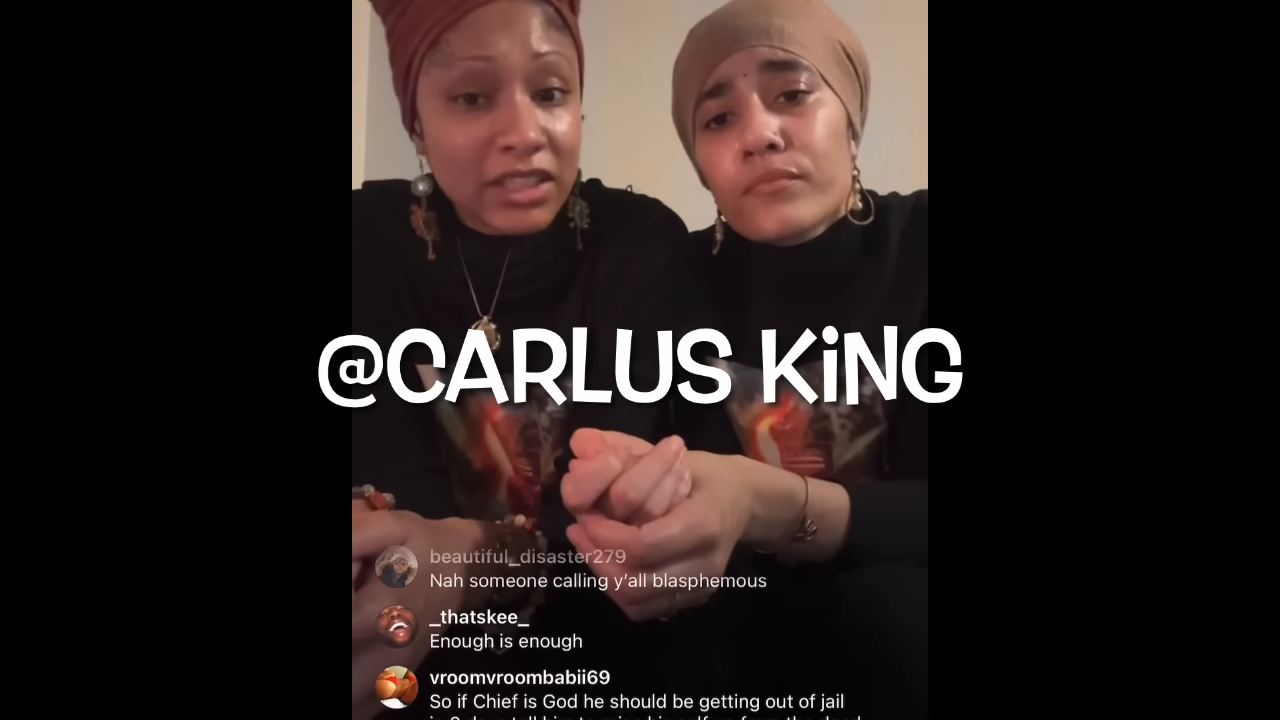 @CARLUS KiNG
beautiful_disaster279
Nah someone calling y'all blasphemous
_thatskee_
Enough is enough
vroomvroombabii69
So if Chief is God he should be getting out of jail